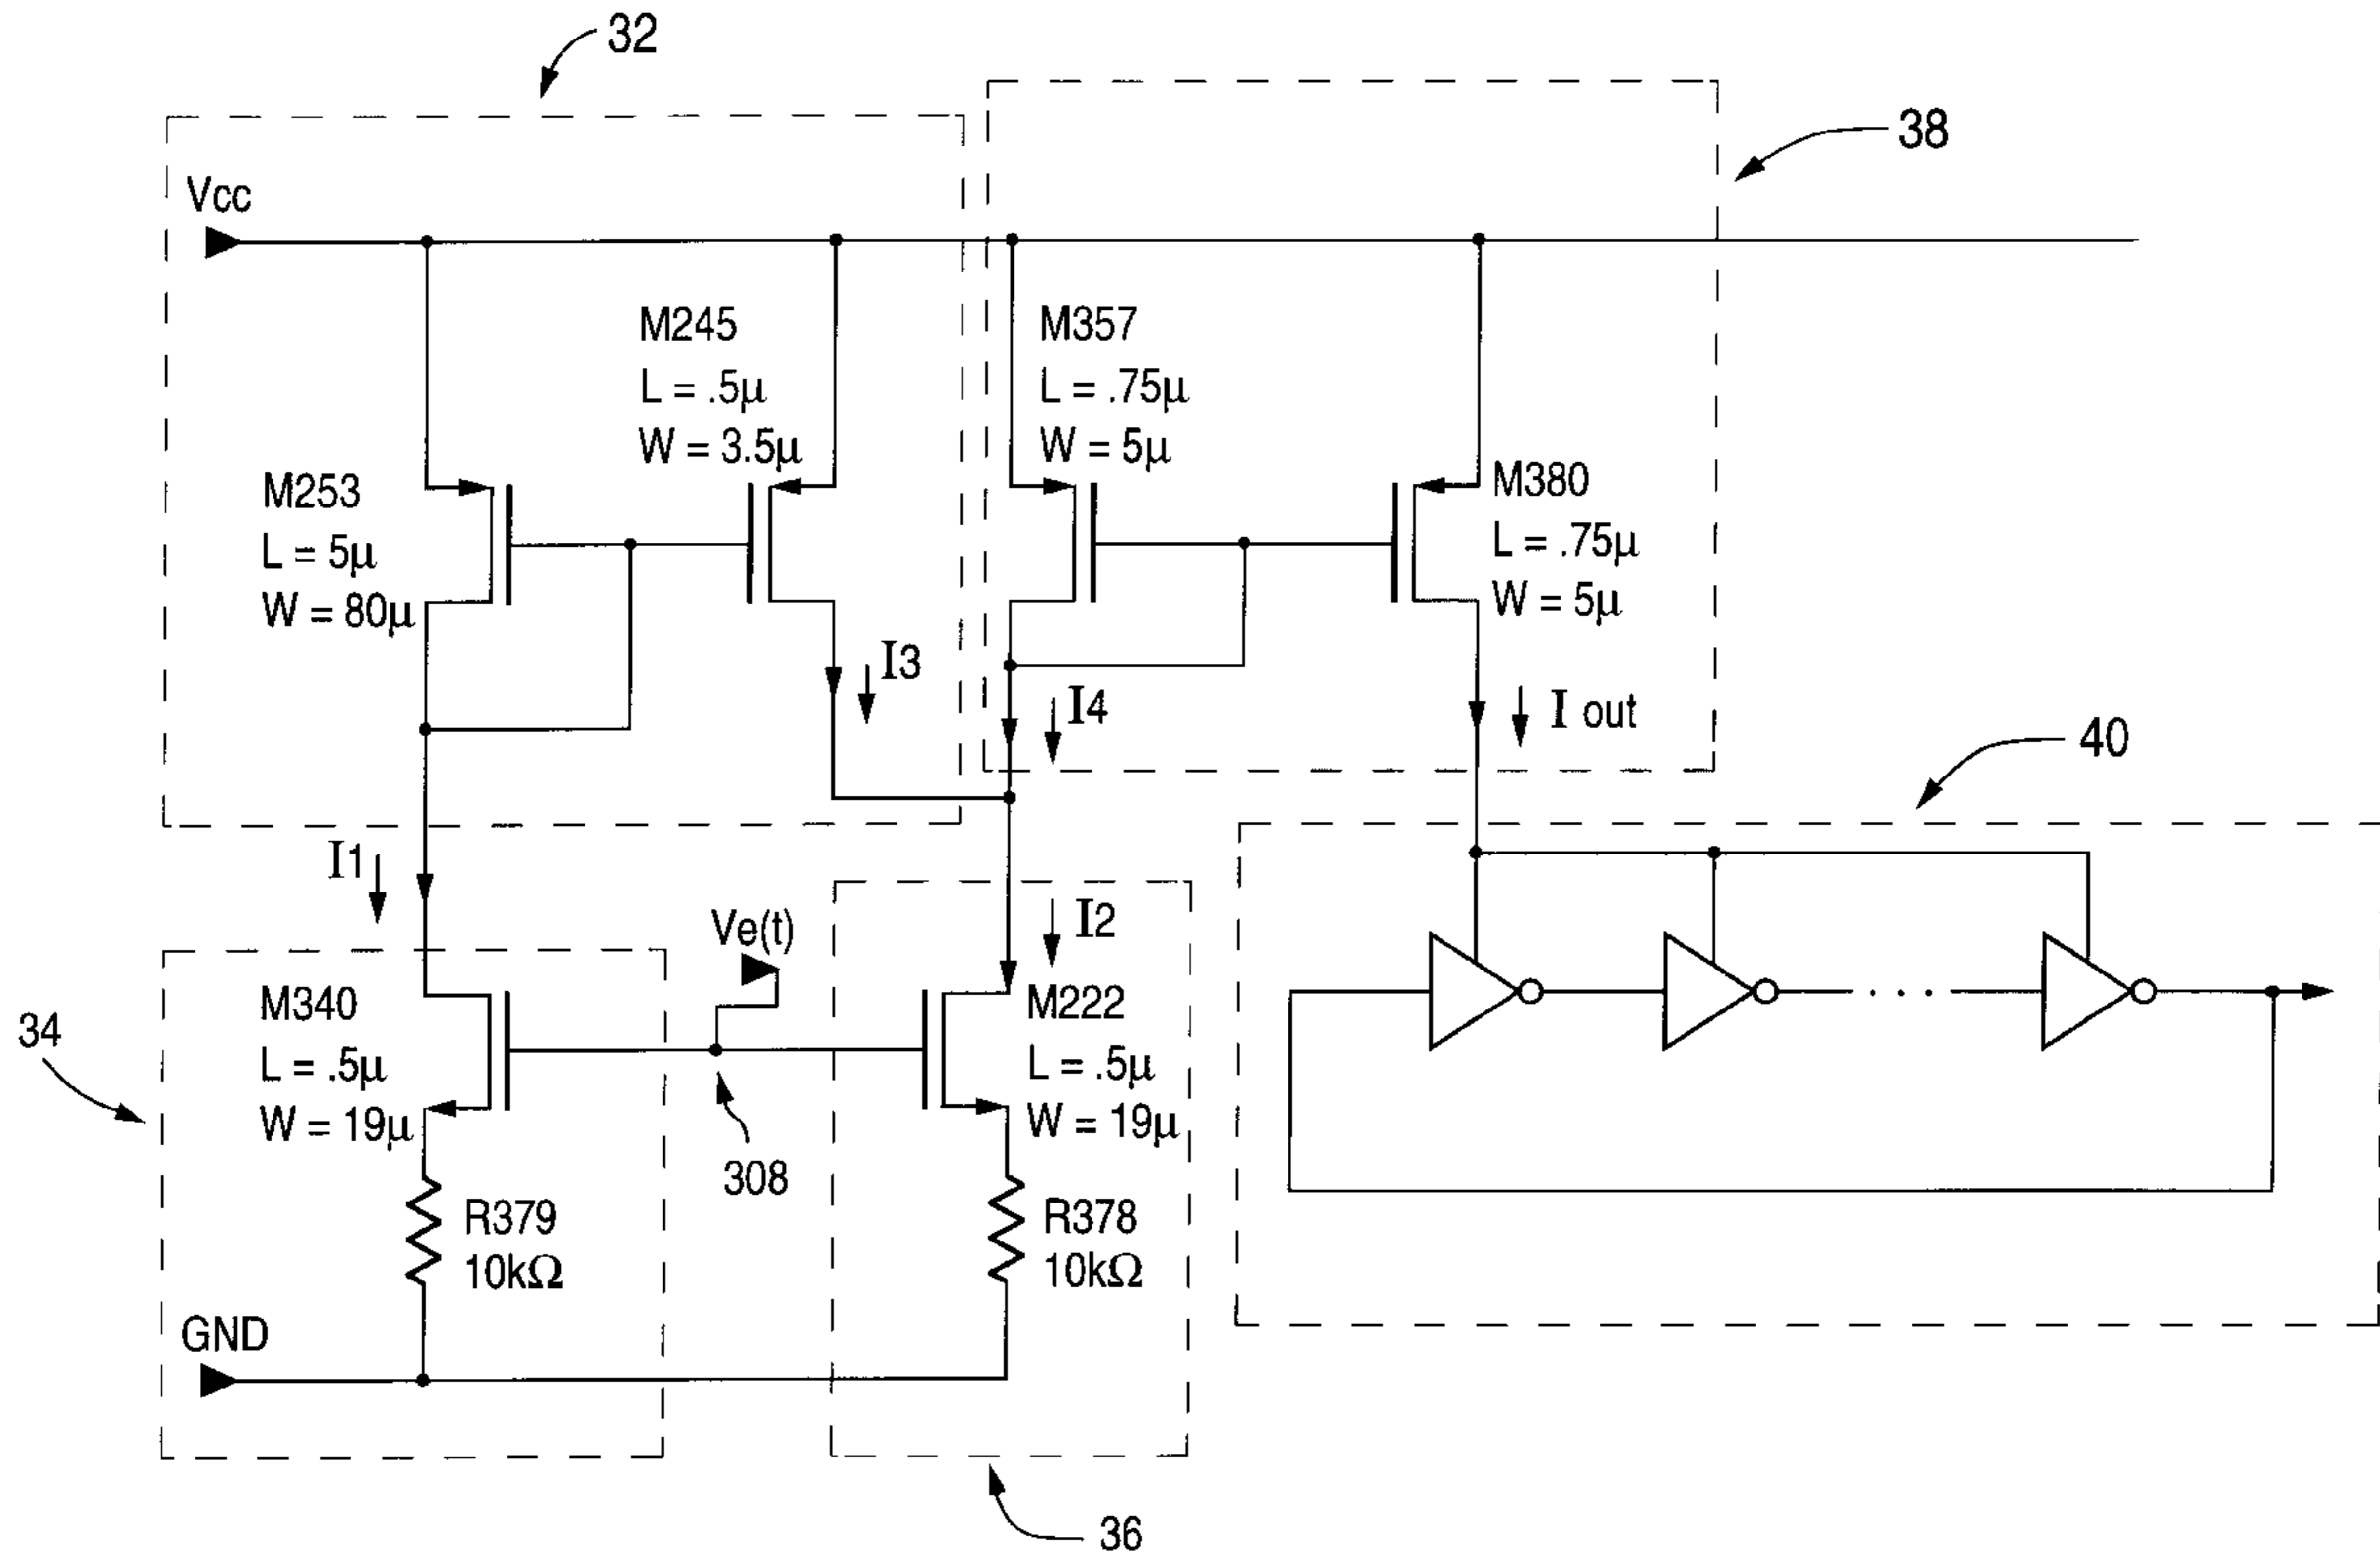 32
38
Vcc
M245
L = .5µ
W = 3.5µ
M357
L = .75µ
W = 5µ
M253
L = 5µ
W = 80µ
M380
L = .75µ
W = 5µ
I3
I4
I out
40
I1
Ve(t)
I2
34
M340
L = .5µ
W = 19µ
M222
L = .5µ
W = 19µ
. . .
308
R379
10kΩ
R378
10kΩ
GND
36